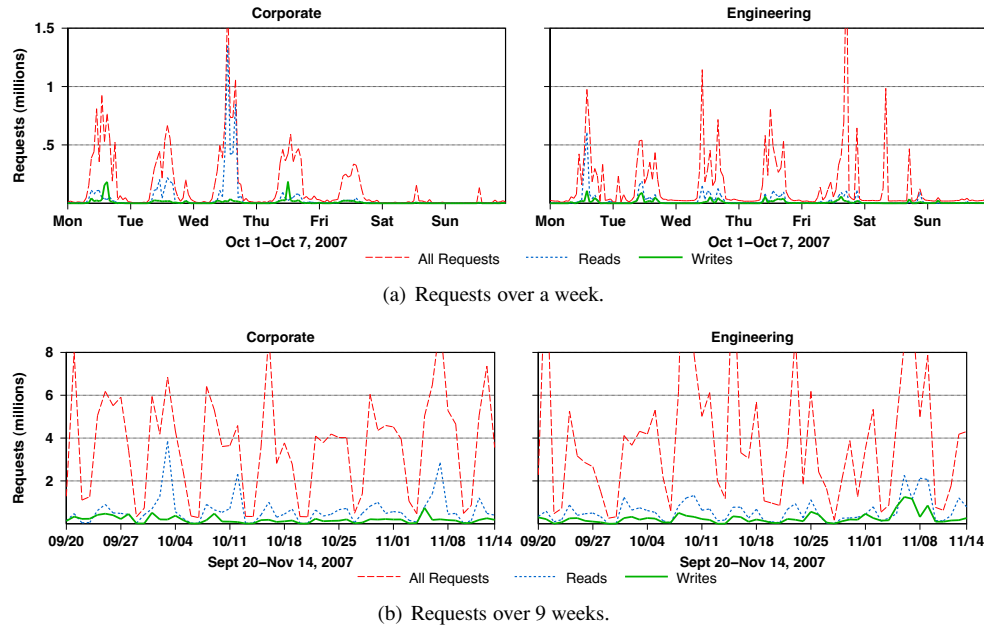 Corporate
Engineering
Requests (millions)
1.5
1
.5
Mon Tue Wed Thu Fri Sat Sun
Mon Tue Wed Thu Fri Sat Sun
Oct 1–Oct 7, 2007
Oct 1–Oct 7, 2007
All Requests Reads Writes
(a) Requests over a week.
Corporate
Engineering
Requests (millions)
8
6
4
2
09/20 09/27 10/04 10/11 10/18 10/25 11/01 11/08 11/14
09/20 09/27 10/04 10/11 10/18 10/25 11/01 11/08 11/14
Sept 20–Nov 14, 2007
Sept 20–Nov 14, 2007
All Requests Reads Writes
(b) Requests over 9 weeks.